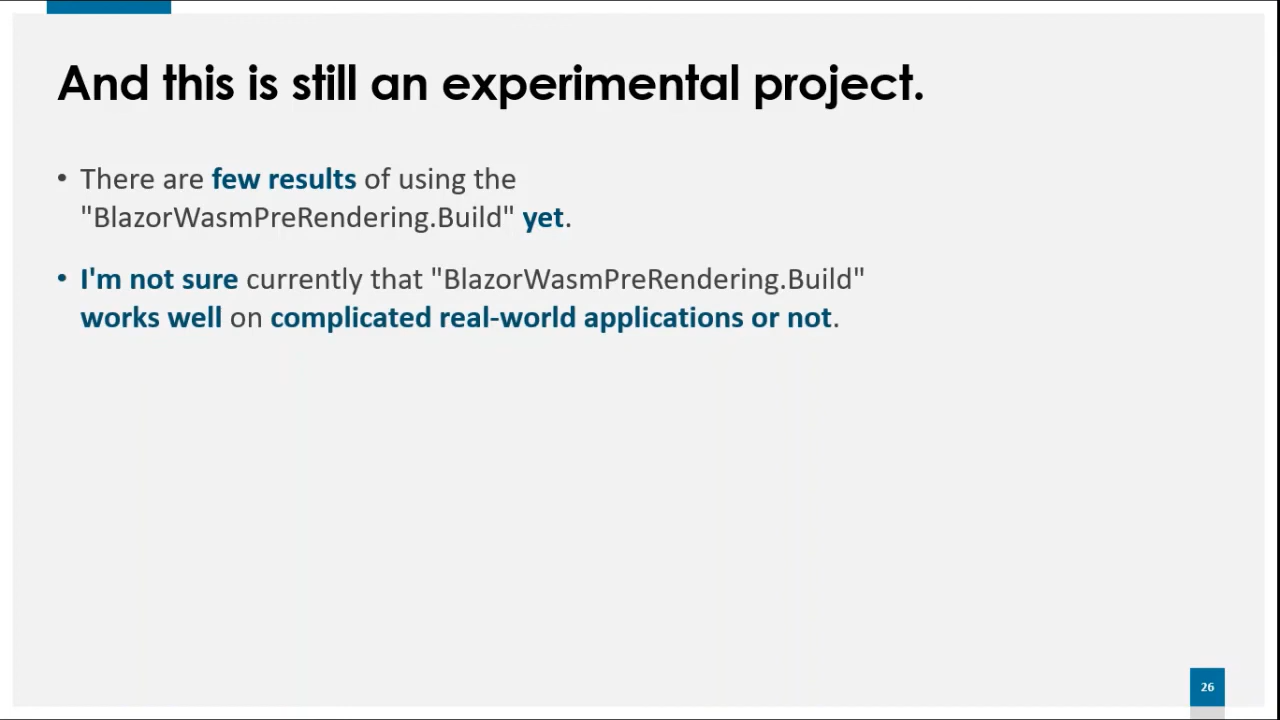 And this is still an experimental project.
• There are few results of using the
"BlazorWasmPreRendering.Build" yet.
• I'm not sure currently that "BlazorWasmPreRendering.Build"
works well on complicated real-world applications or not.
26